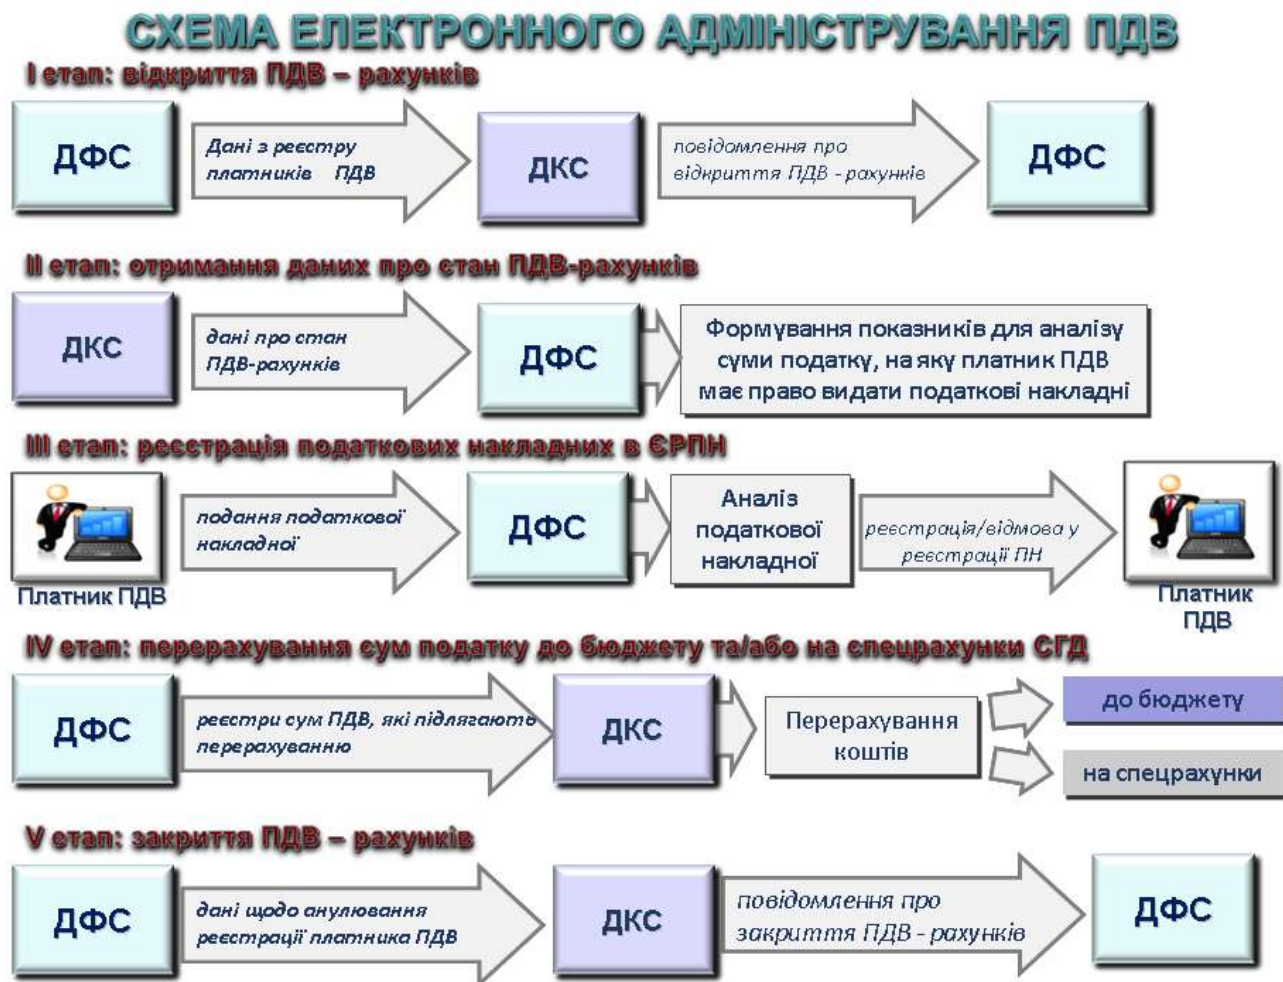 СХЕМА ЕЛЕКТРОННОГО АДМІНІСТРУВАННЯ ПДВ
І етап: відкриття ПДВ – рахунків
ДФС
Дані з реєстру
платників ПДВ
ДКС
повідомлення про
відкриття ПДВ - рахунків
ДФС
ІІ етап: отримання даних про стан ПДВ-рахунків
ДКС
дані про стан
ПДВ-рахунків
ДФС
Формування показників для аналізу
суми податку, на яку платник ПДВ
має право видати податкові накладні
ІІІ етап: реєстрація податкових накладних в ЄРПН
Платник ПДВ
подання податкової
накладної
ДФС
Аналіз
податкової
накладної
реєстрація/відмова у
реєстрації ПН
Платник
ПДВ
IV етап: перерахування сум податку до бюджету та/або на спецрахунки СГД
ДФС
реєстри сум ПДВ, які підлягають
перерахуванню
ДКС
Перерахування
коштів
до бюджету
на спецрахунки
V етап: закриття ПДВ – рахунків
ДФС
дані щодо анулювання
реєстрації платника ПДВ
ДКС
повідомлення про
закриття ПДВ - рахунків
ДФС